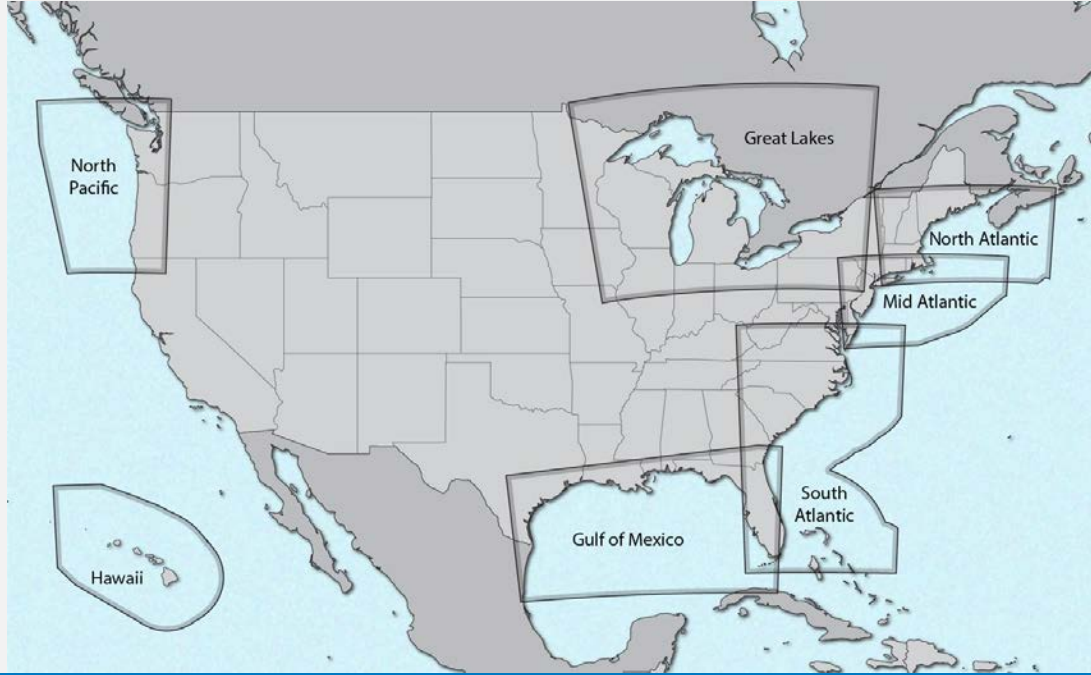 Great Lakes
North
Pacific
North Atlantic
Mid Atlantic
South
Atlantic
Gulf of Mexico
Hawaii